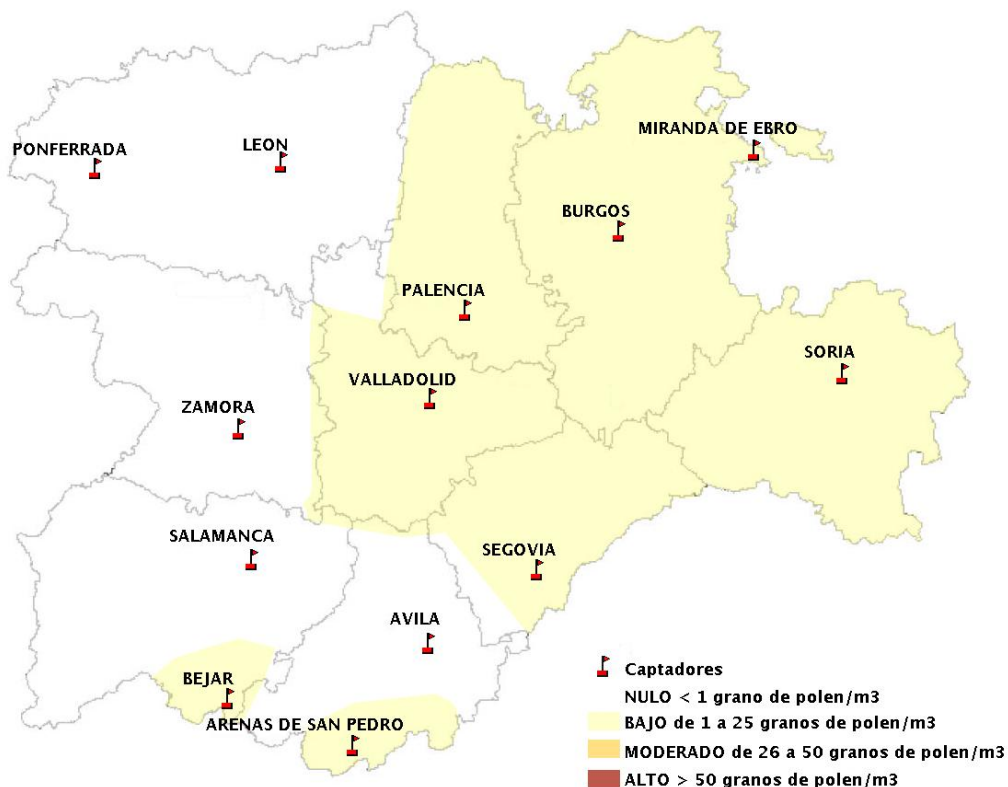 MIRANDA DE EBRO
PONFERRADA
LEON
BURGOS
PALENCIA
SORIA
VALLADOLID
ZAMORA
SALAMANCA
SEGOVIA
AVILA
BEJAR
ARENAS DE SAN PEDRO
Captadores
NULO < 1 grano de polen/m3
BAJO de 1 a 25 granos de polen/m3
MODERADO de 26 a 50 granos de polen/m3
ALTO > 50 granos de polen/m3